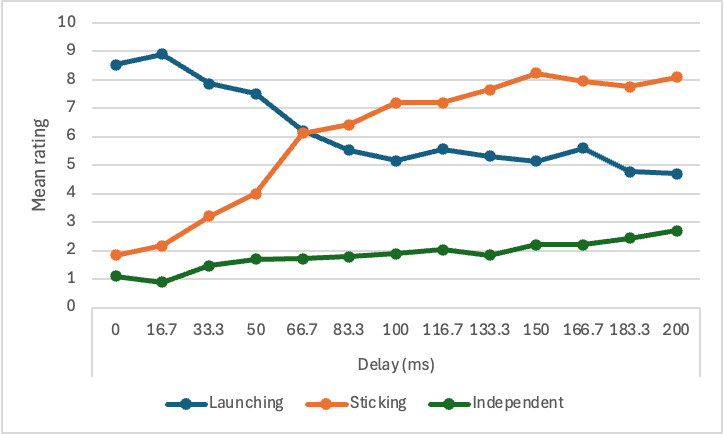 10
9
8
7
6
5
4
3
2
1
0
Mean rating
0 16.7 33.3 50 66.7 83.3 100 116.7 133.3 150 166.7 183.3 200
Delay (ms)
Launching Sticking Independent